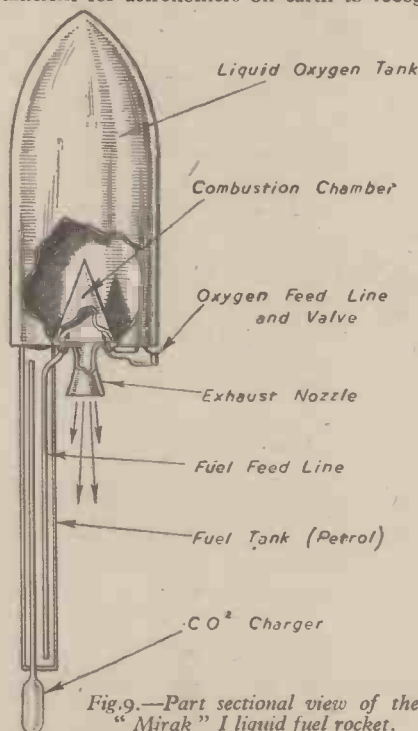 Liquid Oxygen Tank
Combustion Chamber
Oxygen Feed Line
and Valve
Exhaust Nozzle
Fuel Feed Line
Fuel Tank (Petrol)
CO² Charger
Fig.9.—Part sectional view of the
“ Mirak ” I liquid fuel rocket.